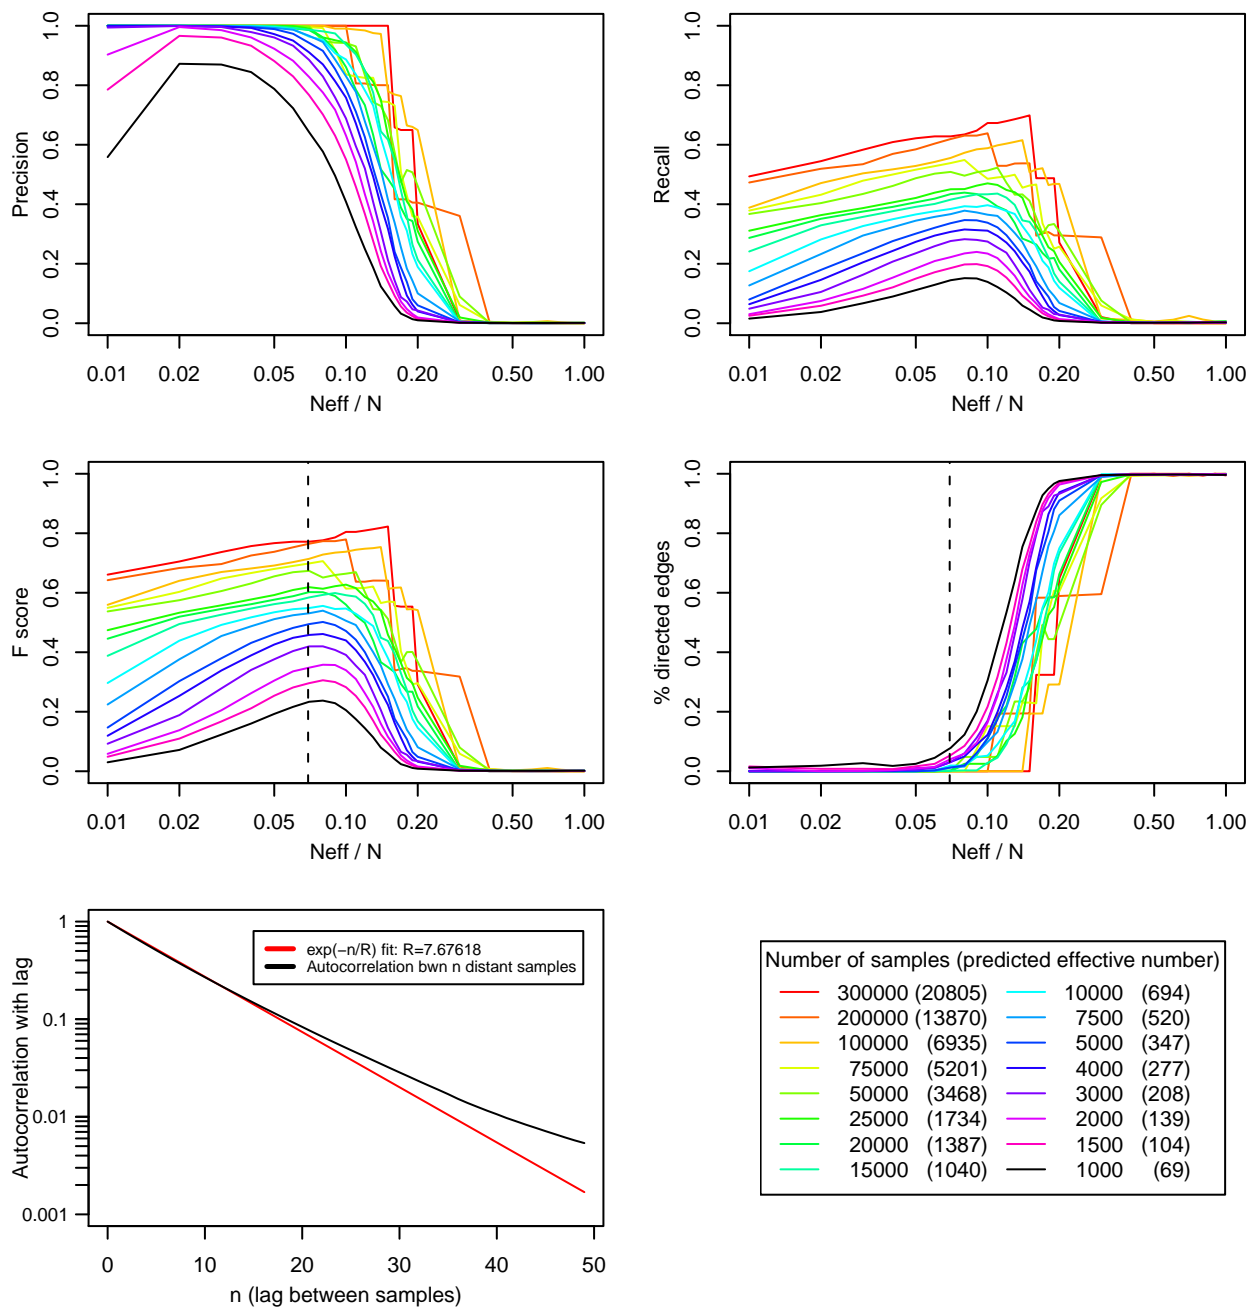 Precision
1.0
0.8
0.6
0.4
0.2
0.0
0.01 0.02 0.05 0.10 0.20 0.50 1.00
Neff / N
Recall
1.0
0.8
0.6
0.4
0.2
0.0
0.01 0.02 0.05 0.10 0.20 0.50 1.00
Neff / N
F score
1.0
0.8
0.6
0.4
0.2
0.0
0.01 0.02 0.05 0.10 0.20 0.50 1.00
Neff / N
% directed edges
1.0
0.8
0.6
0.4
0.2
0.0
0.01 0.02 0.05 0.10 0.20 0.50 1.00
Neff / N
Autocorrelation with lag
1
0.1
0.01
0.001
exp(−n/R) fit: R=7.67618
Autocorrelation bwn n distant samples
0 10 20 30 40 50
n (lag between samples)
Number of samples (predicted effective number)
300000 (20805) 10000 (694)
200000 (13870) 7500 (520)
100000 (6935) 5000 (347)
75000 (5201) 4000 (277)
50000 (3468) 3000 (208)
25000 (1734) 2000 (139)
20000 (1387) 1500 (104)
15000 (1040) 1000 (69)